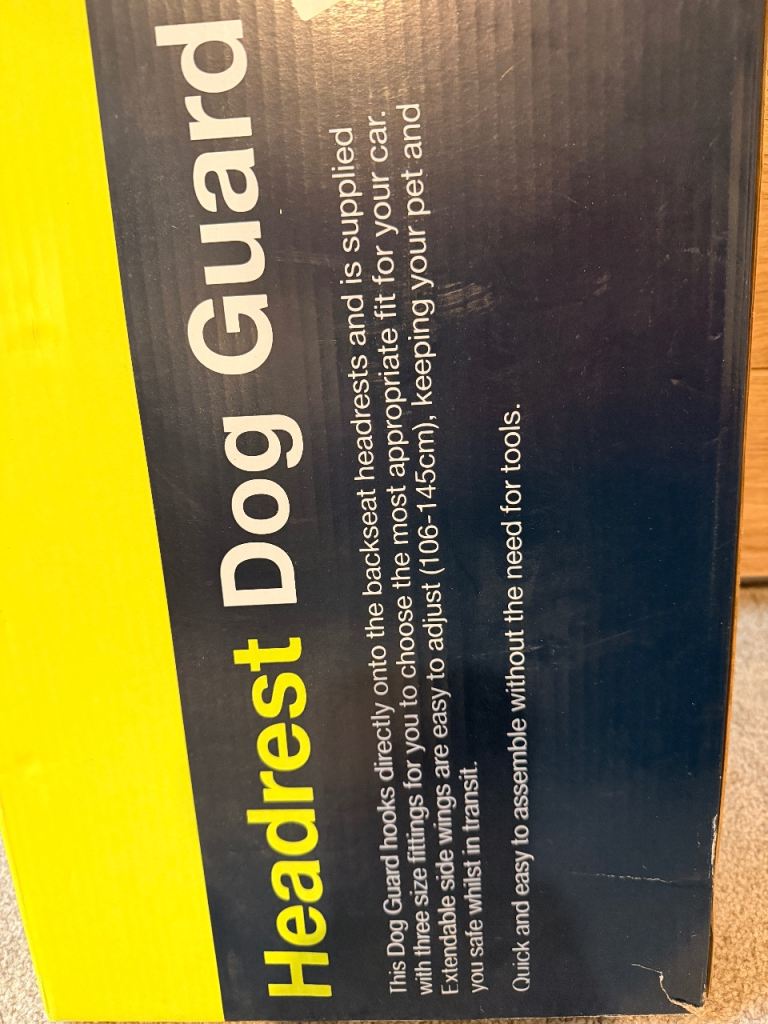 Headrest Dog Guard
This Dog Guard hooks directly onto the backseat headrests and is supplied
with three size fittings for you to choose the most appropriate fit for your car.
Extendable side wings are easy to adjust (106-145cm), keeping your pet and
you safe whilst in transit.
Quick and easy to assemble without the need for tools.